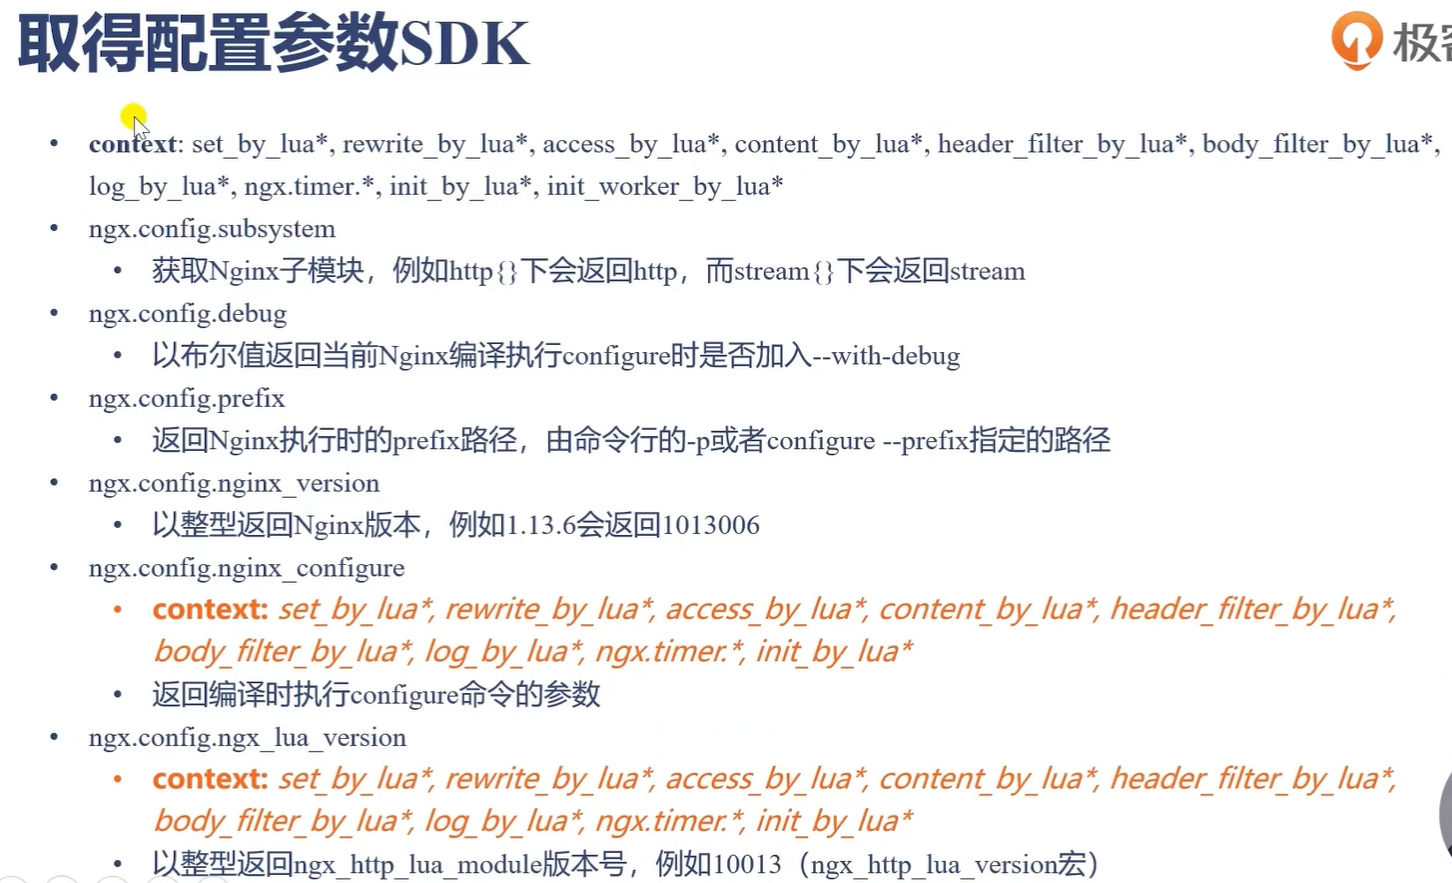 取得配置参数SDK
极客
• context: set_by_lua*, rewrite_by_lua*, access_by_lua*, content_by_lua*, header_filter_by_lua*, body_filter_by_lua*,
log_by_lua*, ngx.timer.*, init_by_lua*, init_worker_by_lua*
• ngx.config.subsystem
• 获取Nginx子模块，例如http{}下会返回http，而stream{}下会返回stream
• ngx.config.debug
• 以布尔值返回当前Nginx编译执行configure时是否加入--with-debug
• ngx.config.prefix
• 返回Nginx执行时的prefix路径，由命令行的-p或者configure --prefix指定的路径
• ngx.config.nginx_version
• 以整型返回Nginx版本，例如1.13.6会返回1013006
• ngx.config.nginx_configure
• context: set_by_lua*, rewrite_by_lua*, access_by_lua*, content_by_lua*, header_filter_by_lua*,
body_filter_by_lua*, log_by_lua*, ngx.timer.*, init_by_lua*
• 返回编译时执行configure命令的参数
• ngx.config.ngx_lua_version
• context: set_by_lua*, rewrite_by_lua*, access_by_lua*, content_by_lua*, header_filter_by_lua*,
body_filter_by_lua*, log_by_lua*, ngx.timer.*, init_by_lua*
• 以整型返回ngx_http_lua_module版本号，例如10013（ngx_http_lua_version宏）